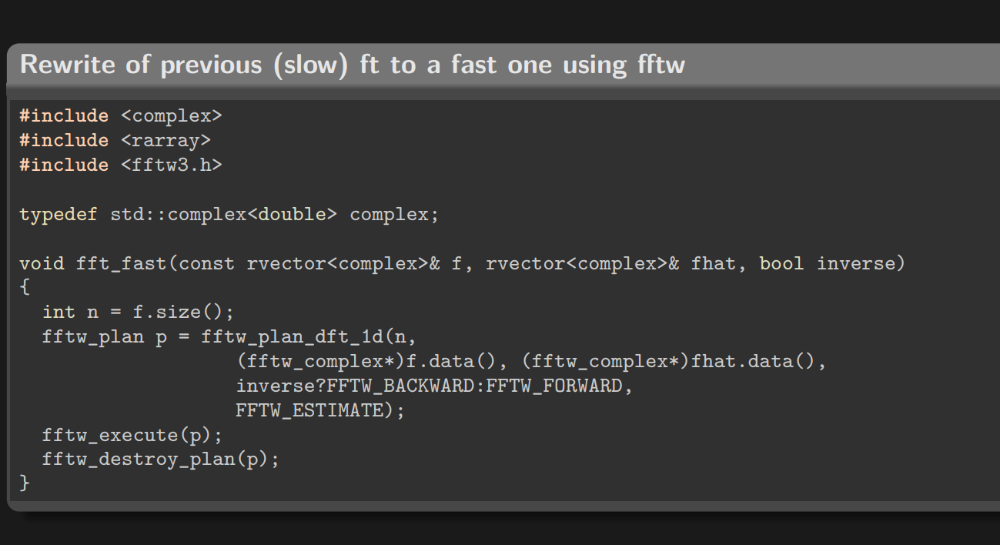 Rewrite of previous (slow) ft to a fast one using fftw
#include <complex>
#include <rarray>
#include <fftw3.h>
typedef std::complex<double> complex;
void fft_fast(const rvector<complex>& f, rvector<complex>& fhat, bool inverse)
{
int n = f.size();
fftw_plan p = fftw_plan_dft_1d(n,
(fftw_complex*)f.data(), (fftw_complex*)fhat.data(),
inverse?FFTW_BACKWARD:FFTW_FORWARD,
FFTW_ESTIMATE);
fftw_execute(p);
fftw_destroy_plan(p);
}